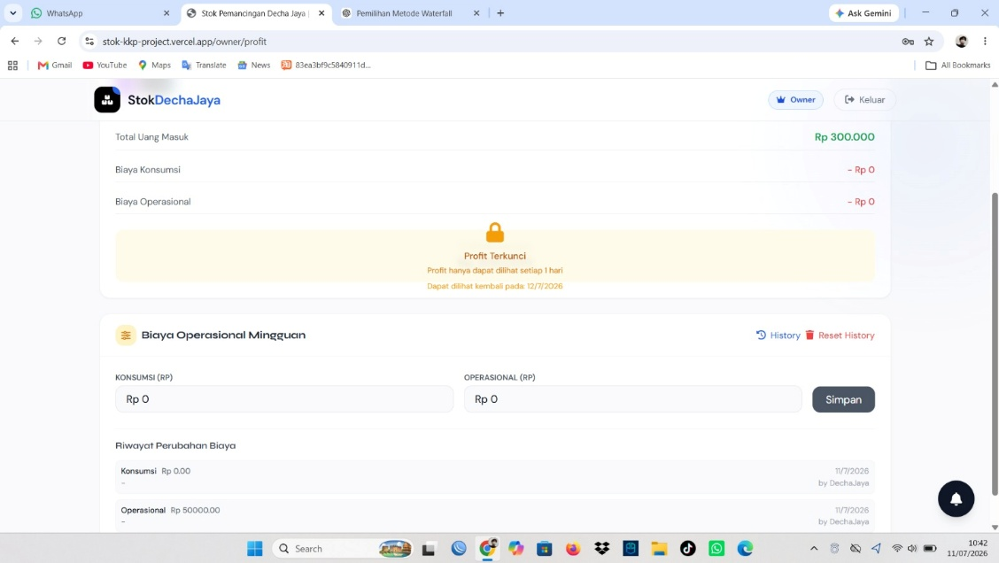 WhatsApp
Stok Pemancingan Decha Jaya |
Pemilihan Metode Waterfall
Ask Gemini
stok-kkp-project.vercel.app/owner/profit
Gmail
YouTube
Maps
Translate
News
83ea3bf9c5840911d...
All Bookmarks
StokDechaJaya
Owner
Keluar
Total Uang Masuk
Rp 300.000
Biaya Konsumsi
- Rp 0
Biaya Operasional
- Rp 0
Profit Terkunci
Profit hanya dapat dilihat setiap 1 hari
Dapat dilihat kembali pada: 12/7/2026
Biaya Operasional Mingguan
History
Reset History
KONSUMSI (RP)
OPERASIONAL (RP)
Rp 0
Rp 0
Simpan
Riwayat Perubahan Biaya
Konsumsi Rp 0.00
11/7/2026
-
by DechaJaya
Operasional Rp 50000.00
11/7/2026
-
by DechaJaya
Search
10:42
11/07/2026